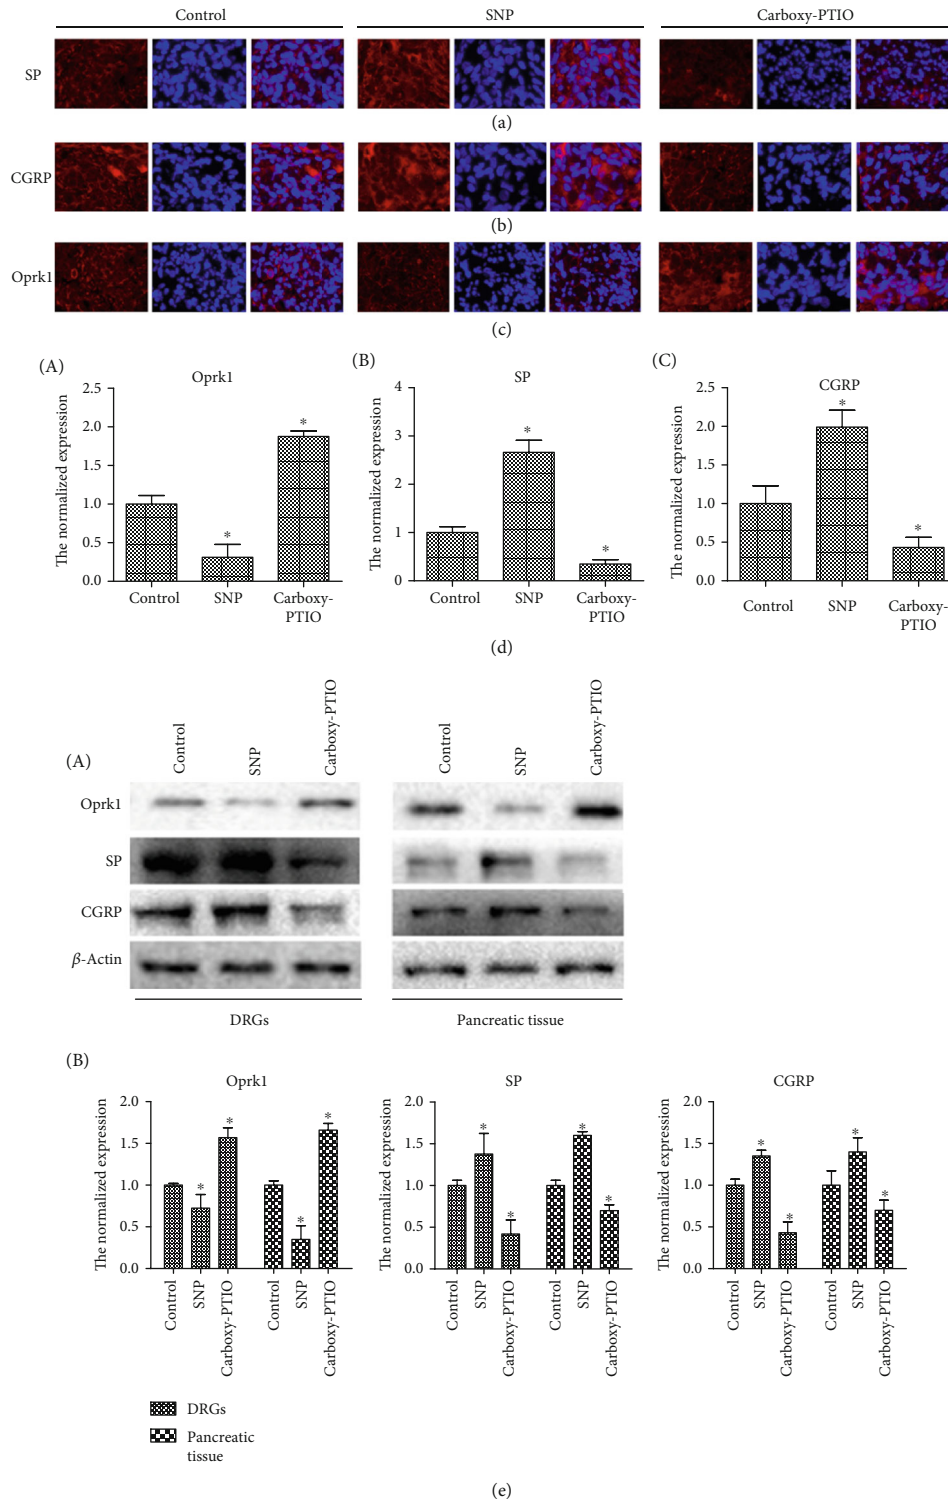 Control SNP Carboxy-PTIO
SP
(a)
CGRP
(b)
Oprk1
(c)
(A) (B) (C)
Oprk1
The normalized expression
2.5
2.0
1.5
1.0
0.5
0.0
Control SNP Carboxy-
PTIO
*
*
SP
The normalized expression
4
3
2
1
0
Control SNP Carboxy-
PTIO
*
*
CGRP
The normalized expression
2.5
2.0
1.5
1.0
0.5
0.0
Control SNP Carboxy-
PTIO
*
*
(d)
(A)
Control
SNP
Carboxy-PTIO
Control
SNP
Carboxy-PTIO
Oprk1
SP
CGRP
β-Actin
DRGs Pancreatic tissue
(B)
Oprk1
The normalized expression
2.0
1.5
1.0
0.5
0.0
*
*
*
*
Control
SNP
Carboxy-PTIO
Control
SNP
Carboxy-PTIO
SP
The normalized expression
2.0
1.5
1.0
0.5
0.0
*
*
*
*
Control
SNP
Carboxy-PTIO
Control
SNP
Carboxy-PTIO
CGRP
The normalized expression
2.0
1.5
1.0
0.5
0.0
*
*
*
*
Control
SNP
Carboxy-PTIO
Control
SNP
Carboxy-PTIO
DRGs
Pancreatic
tissue
(e)